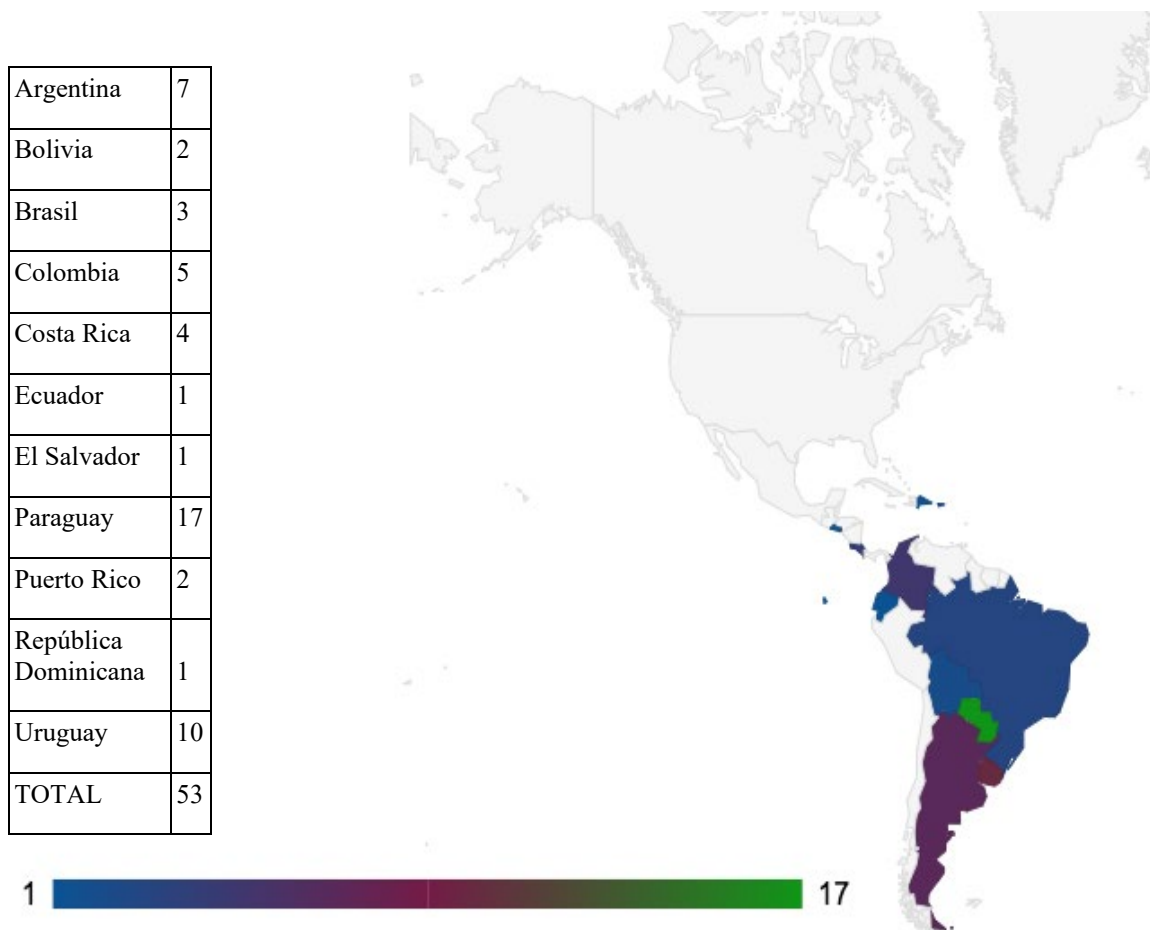 Argentina 7
Bolivia 2
Brasil 3
Colombia 5
Costa Rica 4
Ecuador 1
El Salvador 1
Paraguay 17
Puerto Rico 2
República
Dominicana 1
Uruguay 10
TOTAL 53
1 17